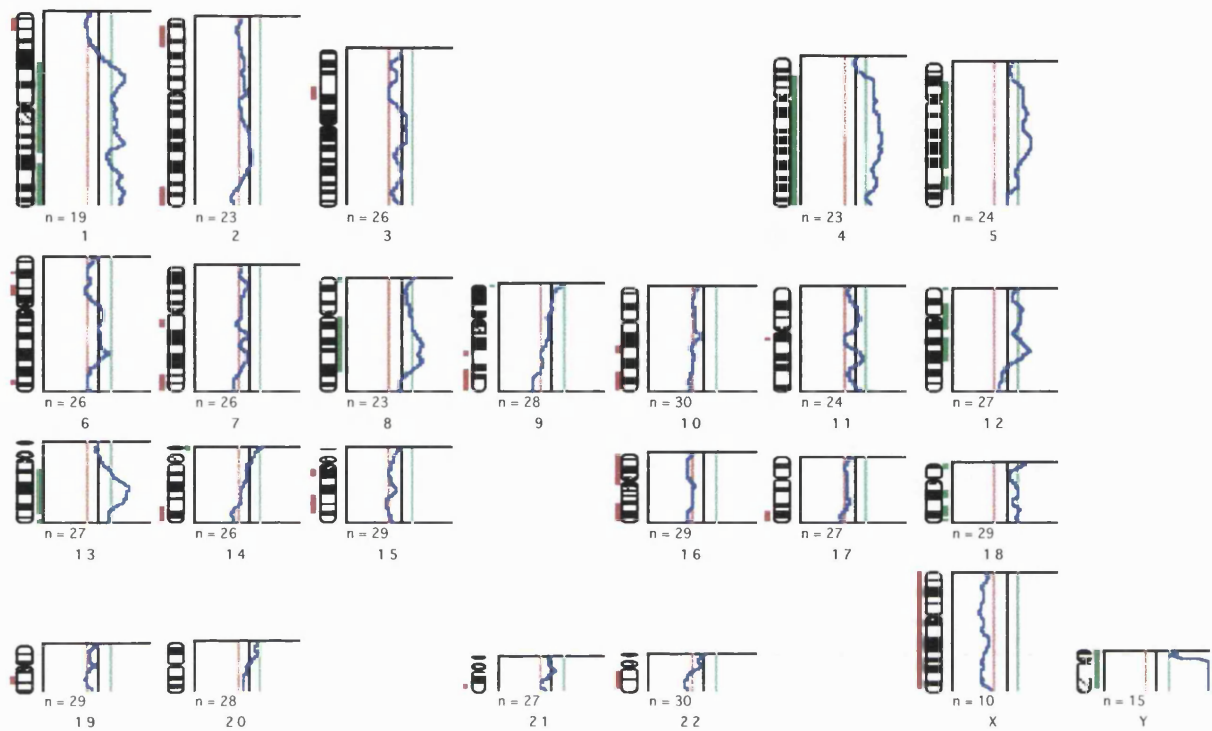 n = 19
1
n = 23
2
n = 26
3
n = 23
4
n = 24
5
n = 26
6
n = 26
7
n = 23
8
n = 28
9
n = 30
10
n = 24
11
n = 27
12
n = 27
13
n = 26
14
n = 29
15
n = 29
16
n = 27
17
n = 29
18
n = 29
19
n = 28
20
n = 27
21
n = 30
22
n = 10
X
n = 15
Y